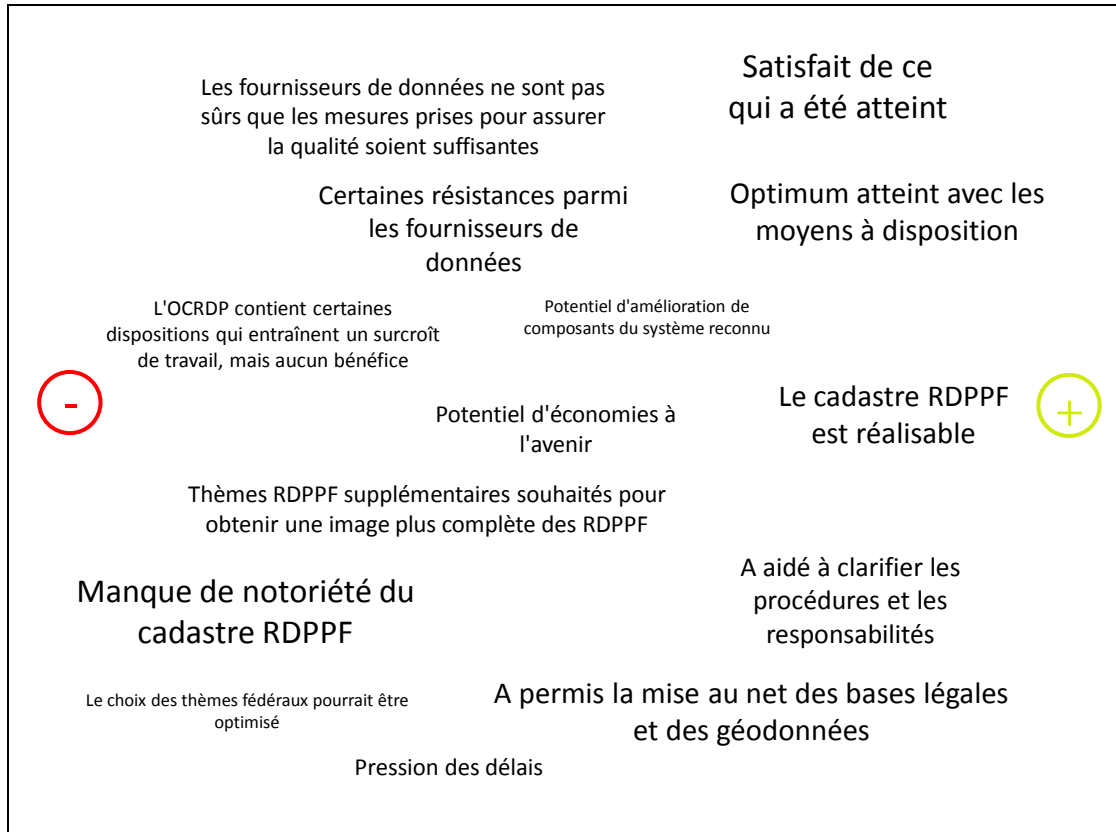 Satisfait de ce
qui a été atteint
Les fournisseurs de données ne sont pas
sûrs que les mesures prises pour assurer
la qualité soient suffisantes
Certaines résistances parmi
les fournisseurs de
données
Optimum atteint avec les
moyens à disposition
L'OCRDP contient certaines
dispositions qui entraînent un surcroît
de travail, mais aucun bénéfice
Potentiel d'amélioration de
composants du système reconnu
-
Potentiel d'économies à
l'avenir
Le cadastre RDPPF
est réalisable
+
Thèmes RDPPF supplémentaires souhaités pour
obtenir une image plus complète des RDPPF
Manque de notoriété du
cadastre RDPPF
A aidé à clarifier les
procédures et les
responsabilités
Le choix des thèmes fédéraux pourrait être
optimisé
A permis la mise au net des bases légales
et des géodonnées
Pression des délais